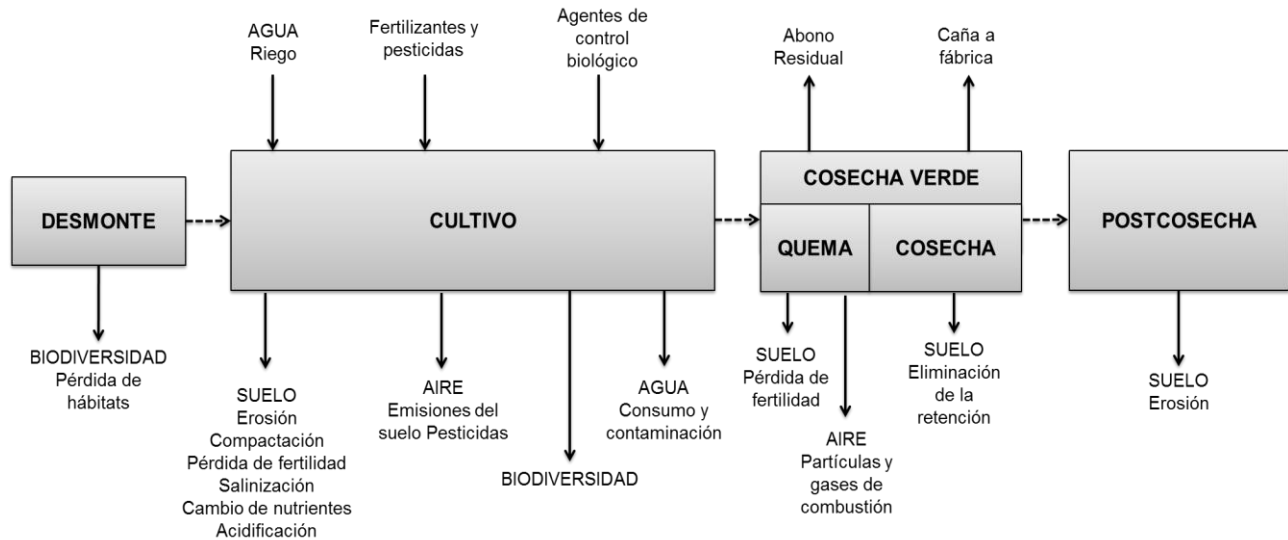 AGUA
Riego
Fertilizantes y
pesticidas
Agentes de
control
biológico
Abono
Residual
Caña a
fábrica
DESMONTE
CULTIVO
COSECHA VERDE
QUEMA
COSECHA
POSTCOSECHA
BIODIVERSIDAD
Pérdida de
hábitats
SUELO
Erosión
Compactación
Pérdida de fertilidad
Salinización
Cambio de nutrientes
Acidificación
AIRE
Emisiones del
suelo Pesticidas
BIODIVERSIDAD
AGUA
Consumo y
contaminación
SUELO
Pérdida de
fertilidad
AIRE
Partículas y
gases de
combustión
SUELO
Eliminación
de la
retención
SUELO
Erosión